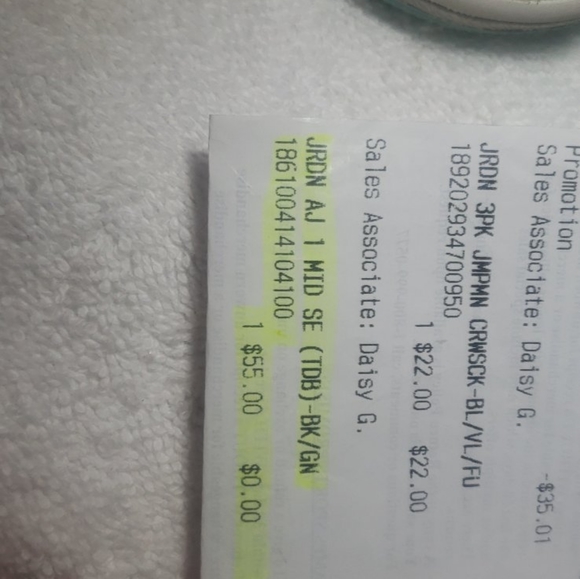 Promotion
-$35.01
Sales Associate: Daisy G.
JRDN 3PK JMPMN CRWSCK-BL/VL/FU
189202934700950
1 $22.00 $22.00
Sales Associate: Daisy G.
JRDN AJ 1 MID SE (TDB)-BK/GN
186100414104100
1 $55.00 $0.00